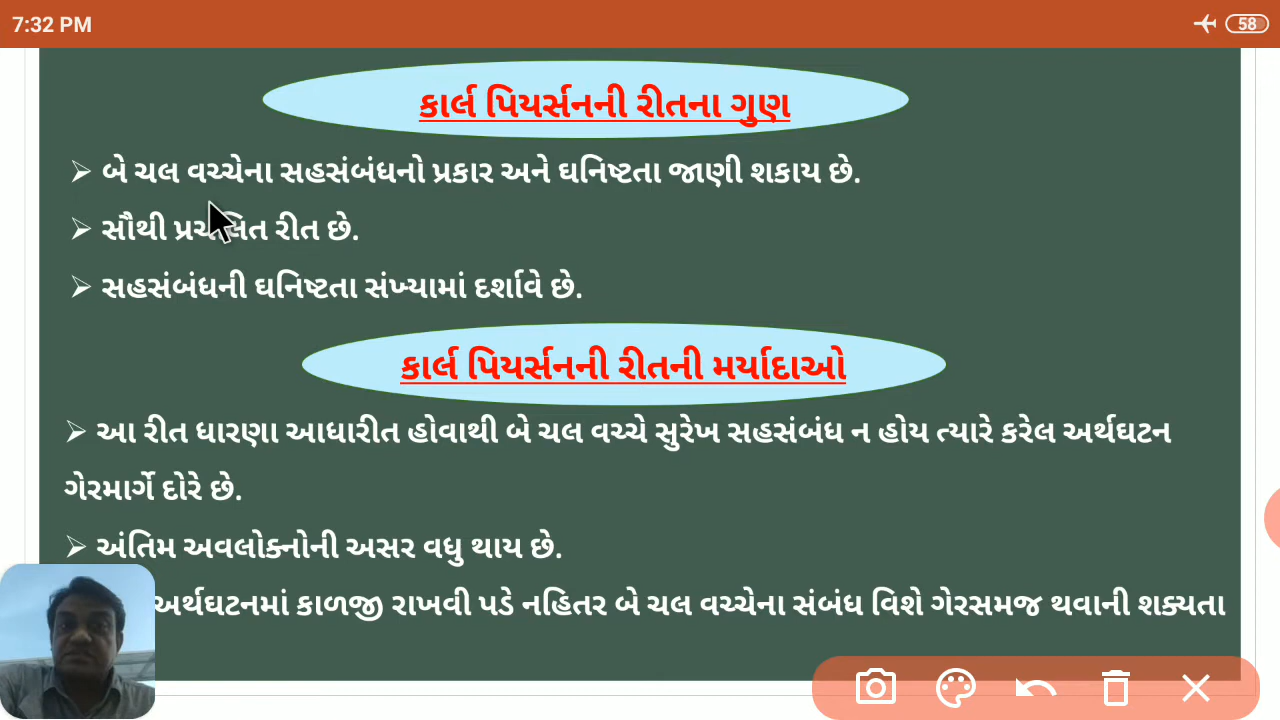 7:32 PM
58
કાર્લ પિયર્સનની રીતના ગુણ
➢ બે ચલ વચ્ચેના સહસંબંધનો પ્રકાર અને ઘનિષ્ટતા જાણી શકાય છે.
➢ સૌથી પ્રચલિત રીત છે.
➢ સહસંબંધની ઘનિષ્ટતા સંખ્યામાં દર્શાવે છે.
કાર્લ પિયર્સનની રીતની મર્યાદાઓ
➢ આ રીત ધારણા આધારીત હોવાથી બે ચલ વચ્ચે સુરેખ સહસંબંધ ન હોય ત્યારે કરેલ અર્થઘટન
ગેરમાર્ગે દોરે છે.
➢ અંતિમ અવલોક્નોની અસર વધુ થાય છે.
અર્થઘટનમાં કાળજી રાખવી પડે નહિતર બે ચલ વચ્ચેના સંબંધ વિશે ગેરસમજ થવાની શક્યતા